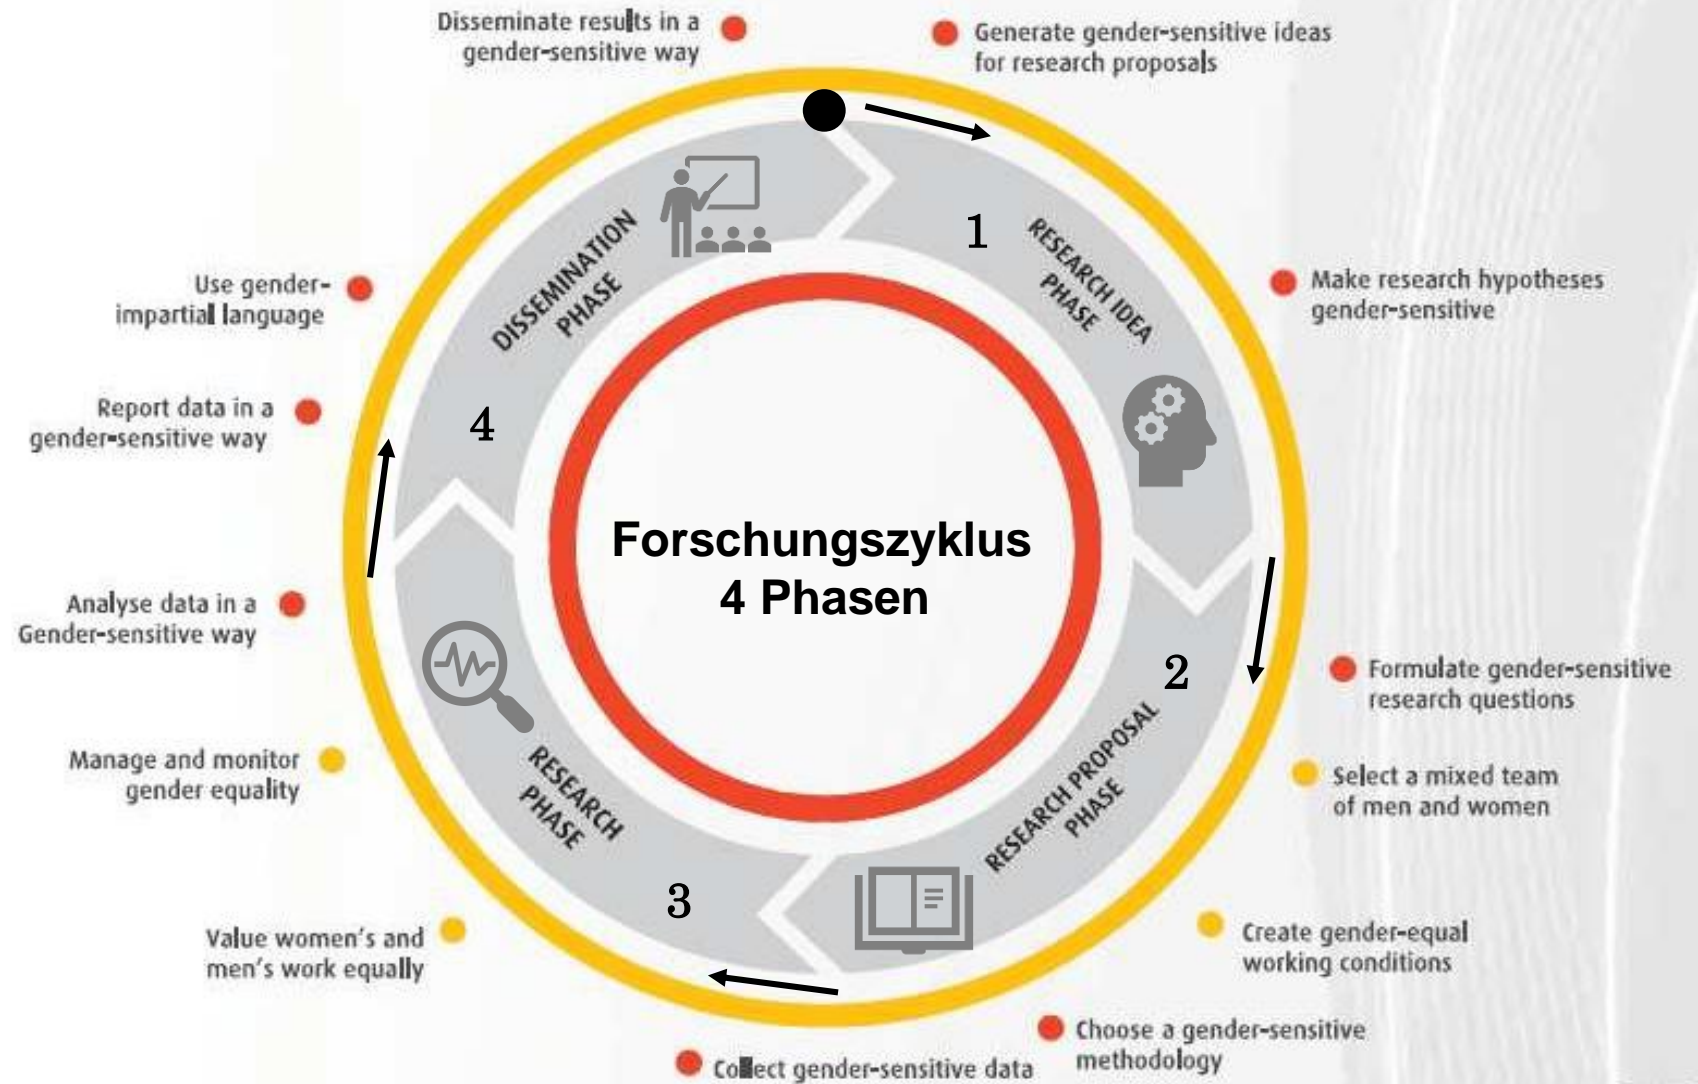 Disseminate results in a
gender-sensitive way
Generate gender-sensitive ideas
for research proposals
1
RESEARCH IDEA
PHASE
Make research hypotheses
gender-sensitive
2
RESEARCH PROPOSAL
PHASE
Formulate gender-sensitive
research questions
Select a mixed team
of men and women
Create gender-equal
working conditions
Choose a gender-sensitive
methodology
Collect gender-sensitive data
3
RESEARCH
PHASE
Value women's and
men's work equally
Manage and monitor
gender equality
Analyse data in a
Gender-sensitive way
4
DISSEMINATION
PHASE
Report data in a
gender-sensitive way
Use gender-
impartial language
Forschungszyklus
4 Phasen